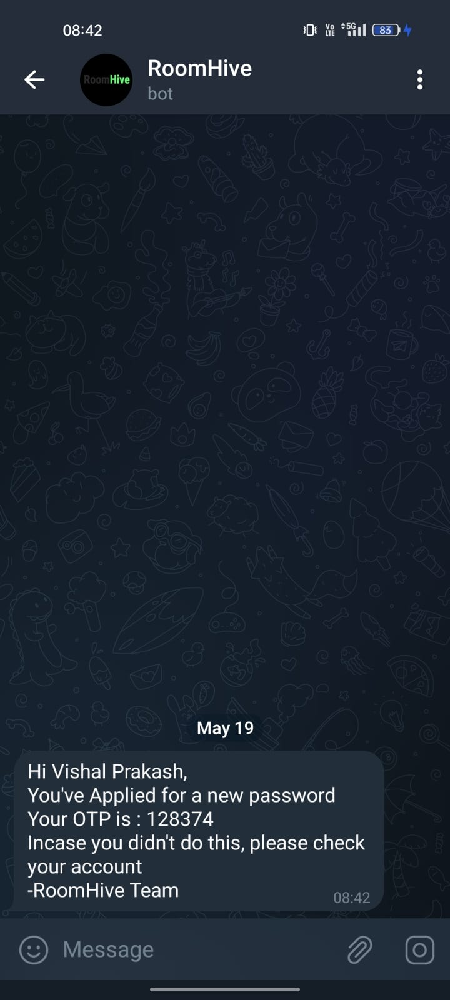 08:42
Vo
LTE
5G
83
RoomHive
RoomHive
bot
May 19
Hi Vishal Prakash,
You've Applied for a new password
Your OTP is : 128374
Incase you didn't do this, please check
your account
-RoomHive Team
08:42
Message